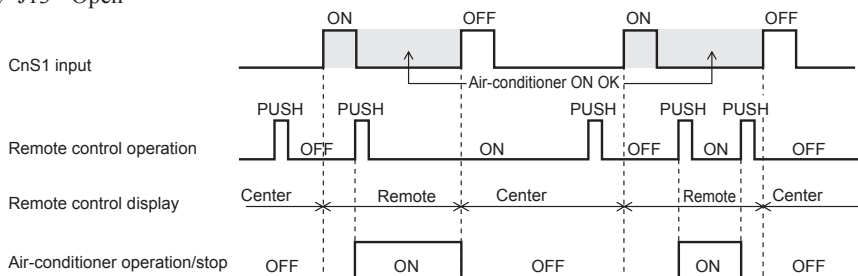 J15 Open
ON OFF ON OFF
CnS1 input
Air-conditioner ON OK
PUSH PUSH PUSH PUSH PUSH
Remote control operation OFF ON OFF ON OFF
Remote control display Center Remote Center Remote Center
Air-conditioner operation/stop OFF ON OFF ON OFF